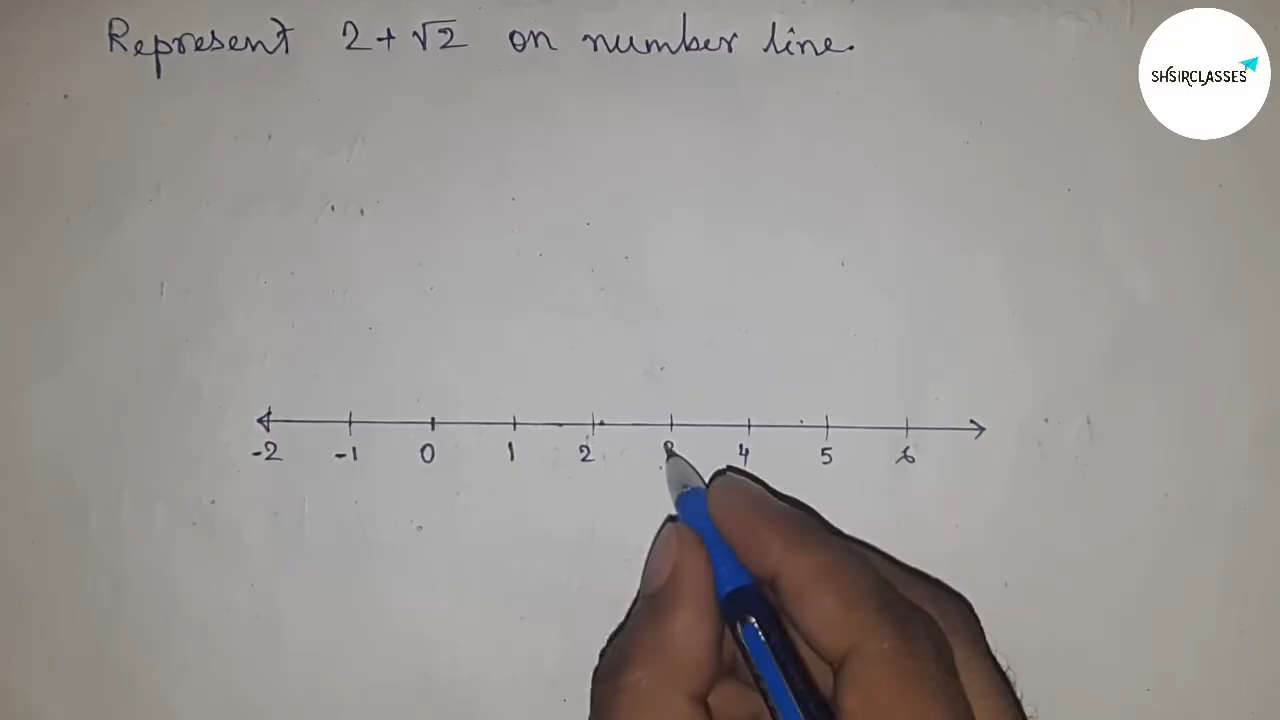 Represent 2+√2 on number line.
SHSIRCLASSES
-2 -1 0 1 2 3 4 5 6